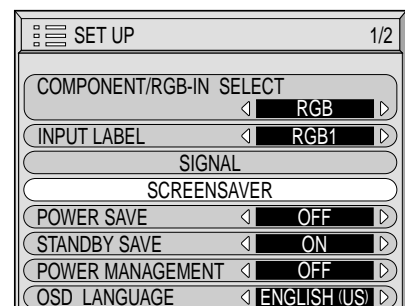 SET UP 1/2
COMPONENT/RGB-IN SELECT
RGB
INPUT LABEL RGB1
SIGNAL
SCREENSAVER
POWER SAVE OFF
STANDBY SAVE ON
POWER MANAGEMENT OFF
OSD LANGUAGE ENGLISH (US)